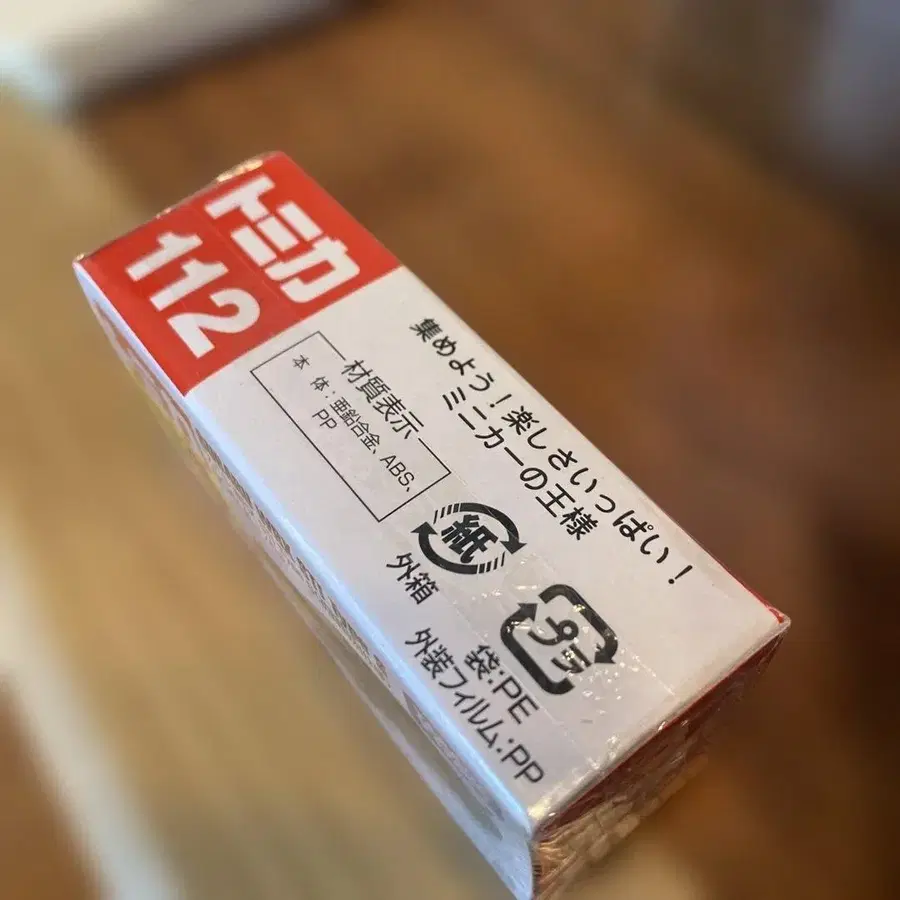 トミカ
112
集めよう！楽しさいっぱい！
ミニカーの王様
材質表示
本　体：亜鉛合金、ABS、
PP
紙
外箱
プラ
袋:PE
外装フィルム:PP